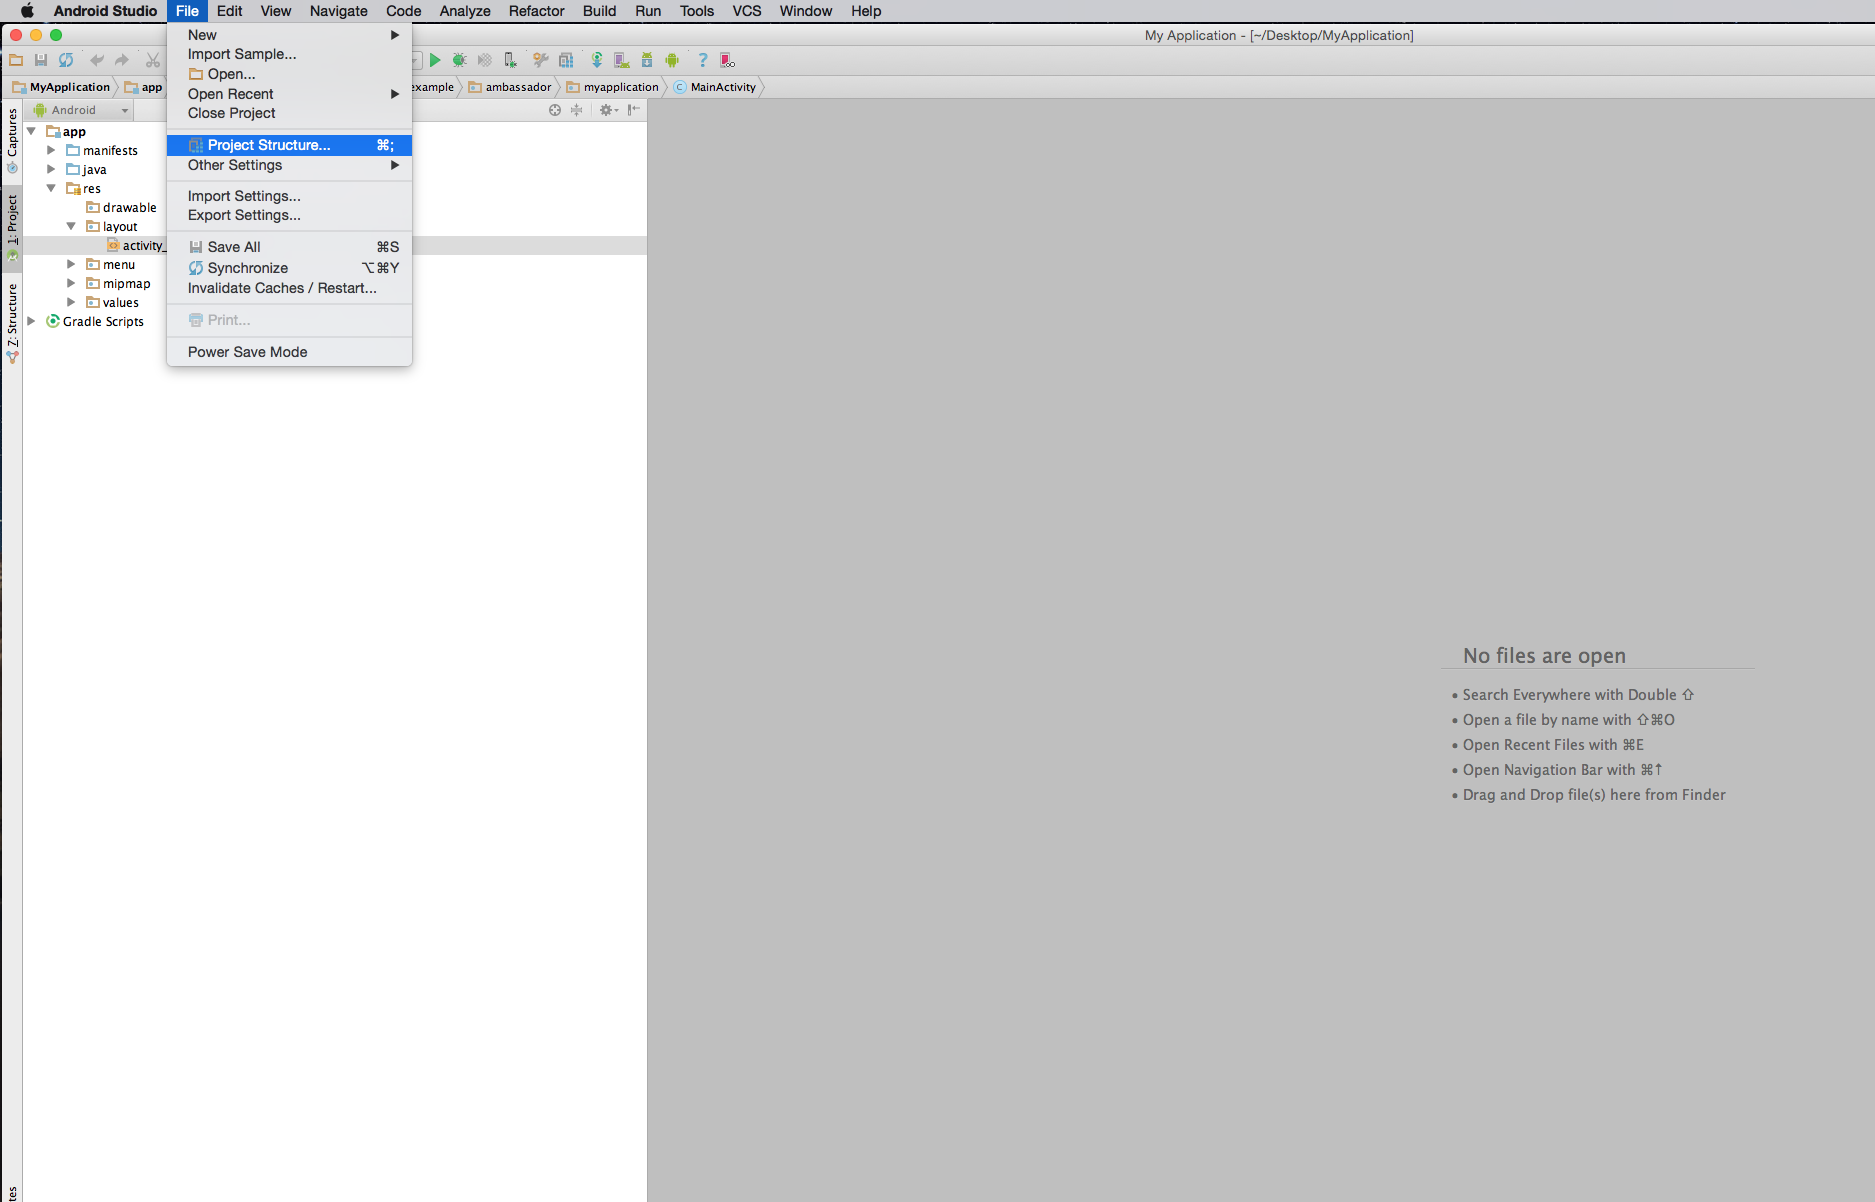 Android Studio File Edit View Navigate Code Analyze Refactor Build Run Tools VCS Window Help
My Application - [~/Desktop/MyApplication]
MyApplication app example ambassador myapplication C MainActivity
New
Import Sample...
Open...
Open Recent
Close Project
Project Structure... ⌘;
Other Settings
Import Settings...
Export Settings...
Save All ⌘S
Synchronize ⌥⌘Y
Invalidate Caches / Restart...
Print...
Power Save Mode
Captures
1: Project
Z: Structure
Android
app
manifests
java
res
drawable
layout
activity_
menu
mipmap
values
Gradle Scripts
No files are open
• Search Everywhere with Double ⇧
• Open a file by name with ⇧⌘O
• Open Recent Files with ⌘E
• Open Navigation Bar with ⌘↑
• Drag and Drop file(s) here from Finder